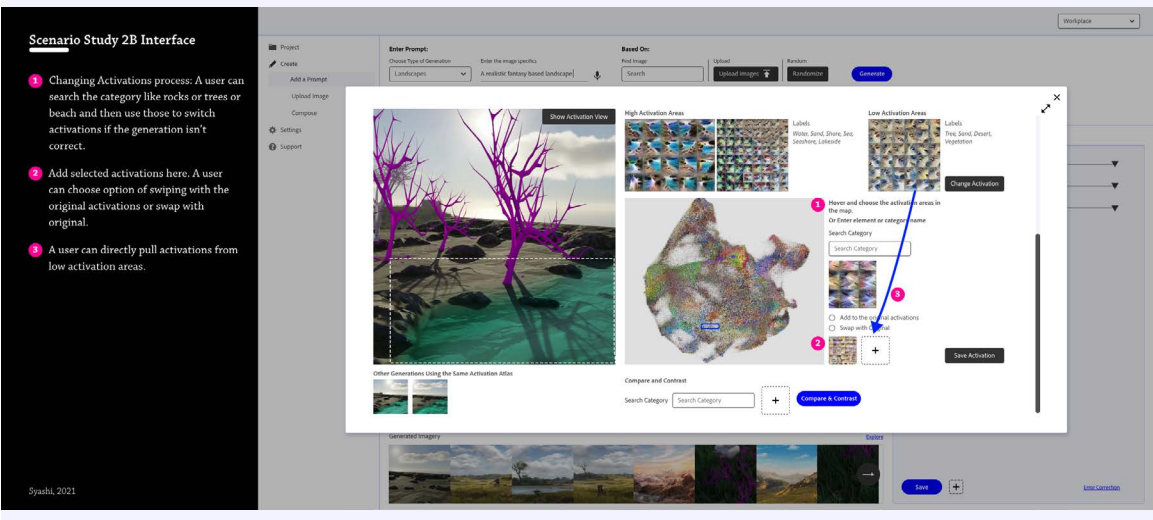 Scenario Study 2B Interface
1 Changing Activations process: A user can
search the category like rocks or trees or
beach and then use those to switch
activations if the generation isn't
correct.
2 Add selected activations here. A user
can choose option of swiping with the
original activations or swap with
original.
3 A user can directly pull activations from
low activation areas.
Syashi, 2021
Workplace
Project
Create
Add a Prompt
Upload Image
Compose
Settings
Support
Enter Prompt:
Choose Type of Generation
Landscapes
Enter the image specifics
A realistic fantasy based landscape
Based On:
Find Image
Search
Upload
Upload Images
Random
Randomize
Generate
Show Activation View
High Activation Areas
Labels
Water, Sand, Shore, Sea,
Seashore, Lakeside
Low Activation Areas
Labels
Tree, Sand, Desert,
Vegetation
Change Activation
1 Hover and choose the activation areas in
the map.
Or Enter element or category name
Search Category
Search Category
3
Add to the original activations
Swap with Original
2
+
Save Activation
Other Generations Using the Same Activation Atlas
Compare and Contrast
Search Category
Search Category
+
Compare & Contrast
Generated Imagery
Explore
Save
+
Error Correction